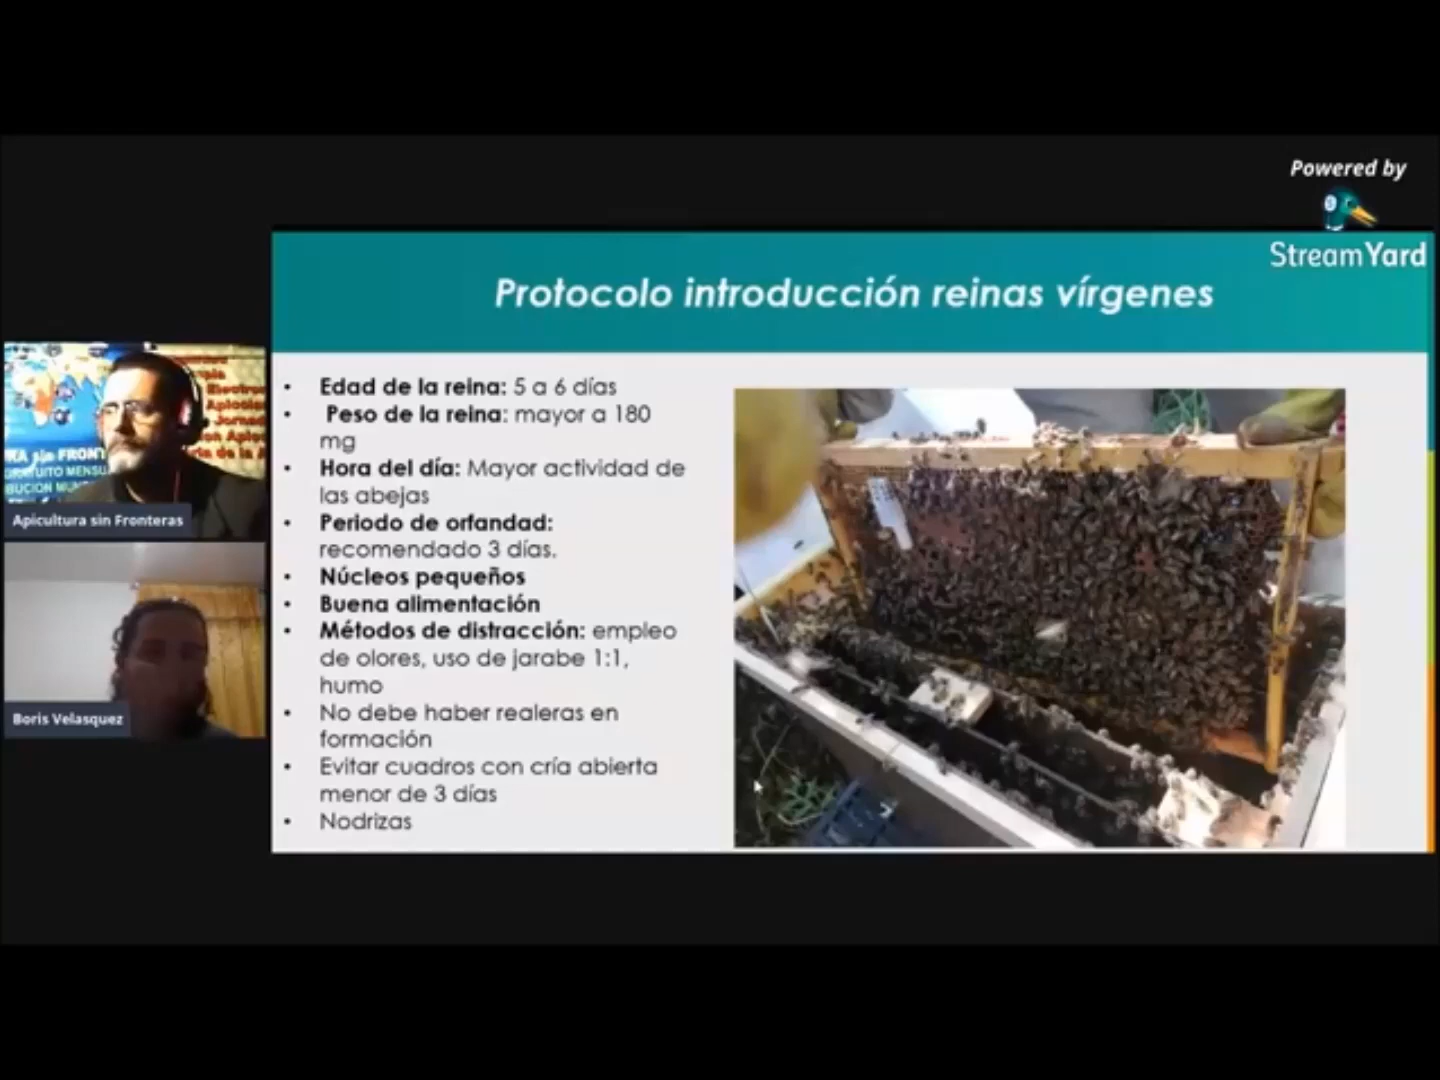 Powered by
StreamYard
Protocolo introducción reinas vírgenes
• Edad de la reina: 5 a 6 días
• Peso de la reina: mayor a 180
mg
• Hora del día: Mayor actividad de
las abejas
• Periodo de orfandad:
recomendado 3 días.
• Núcleos pequeños
• Buena alimentación
• Métodos de distracción: empleo
de olores, uso de jarabe 1:1,
humo
• No debe haber realeras en
formación
• Evitar cuadros con cría abierta
menor de 3 días
• Nodrizas
Apicultura sin Fronteras
Boris Velasquez